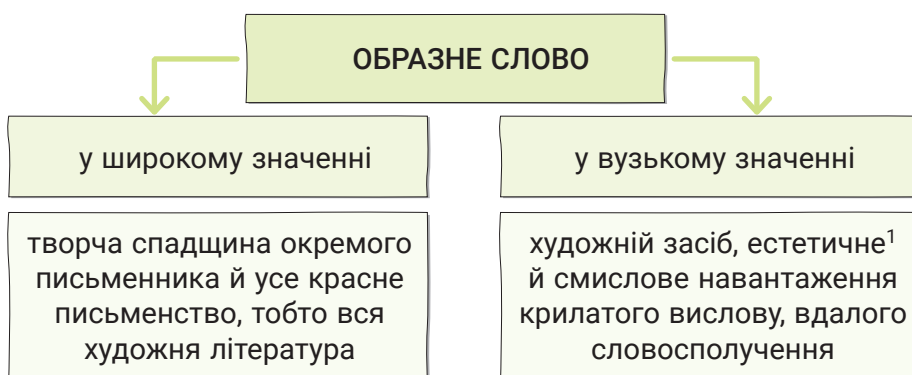 ОБРАЗНЕ СЛОВО
у широкому значенні
творча спадщина окремого
письменника й усе красне
письменство, тобто вся
художня література
у вузькому значенні
художній засіб, естетичне¹
й смислове навантаження
крилатого вислову, вдалого
словосполучення